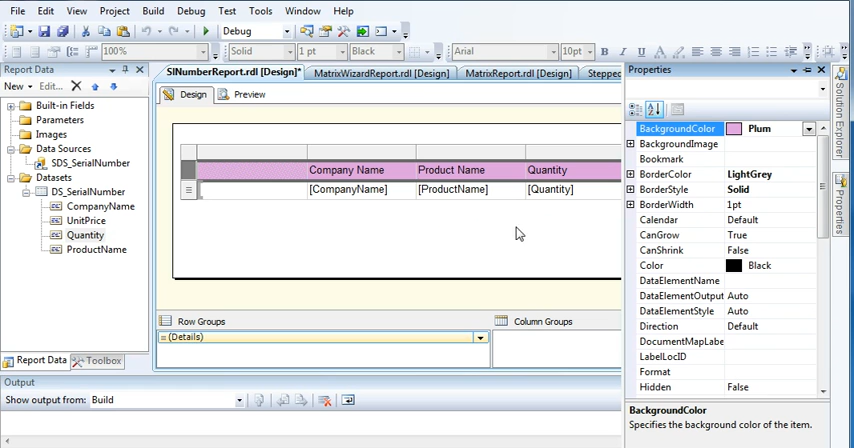 File Edit View Project Build Debug Test Tools Window Help
Debug
100% Solid 1 pt Black Arial 10pt B I U A
Report Data
New Edit...
Built-in Fields
Parameters
Images
Data Sources
SDS_SerialNumber
Datasets
DS_SerialNumber
CompanyName
UnitPrice
Quantity
ProductName
Report Data Toolbox
SlNumberReport.rdl [Design]* MatrixWizardReport.rdl [Design] MatrixReport.rdl [Design] Stepped
Design Preview
Company Name Product Name Quantity
[CompanyName] [ProductName] [Quantity]
Row Groups Column Groups
(Details)
Properties
BackgroundColor Plum
BackgroundImage
Bookmark
BorderColor LightGrey
BorderStyle Solid
BorderWidth 1pt
Calendar Default
CanGrow True
CanShrink False
Color Black
DataElementName
DataElementOutput Auto
DataElementStyle Auto
Direction Default
DocumentMapLabe
LabelLocID
Format
Hidden False
BackgroundColor
Specifies the background color of the item.
Solution Explorer
Properties
Output
Show output from: Build